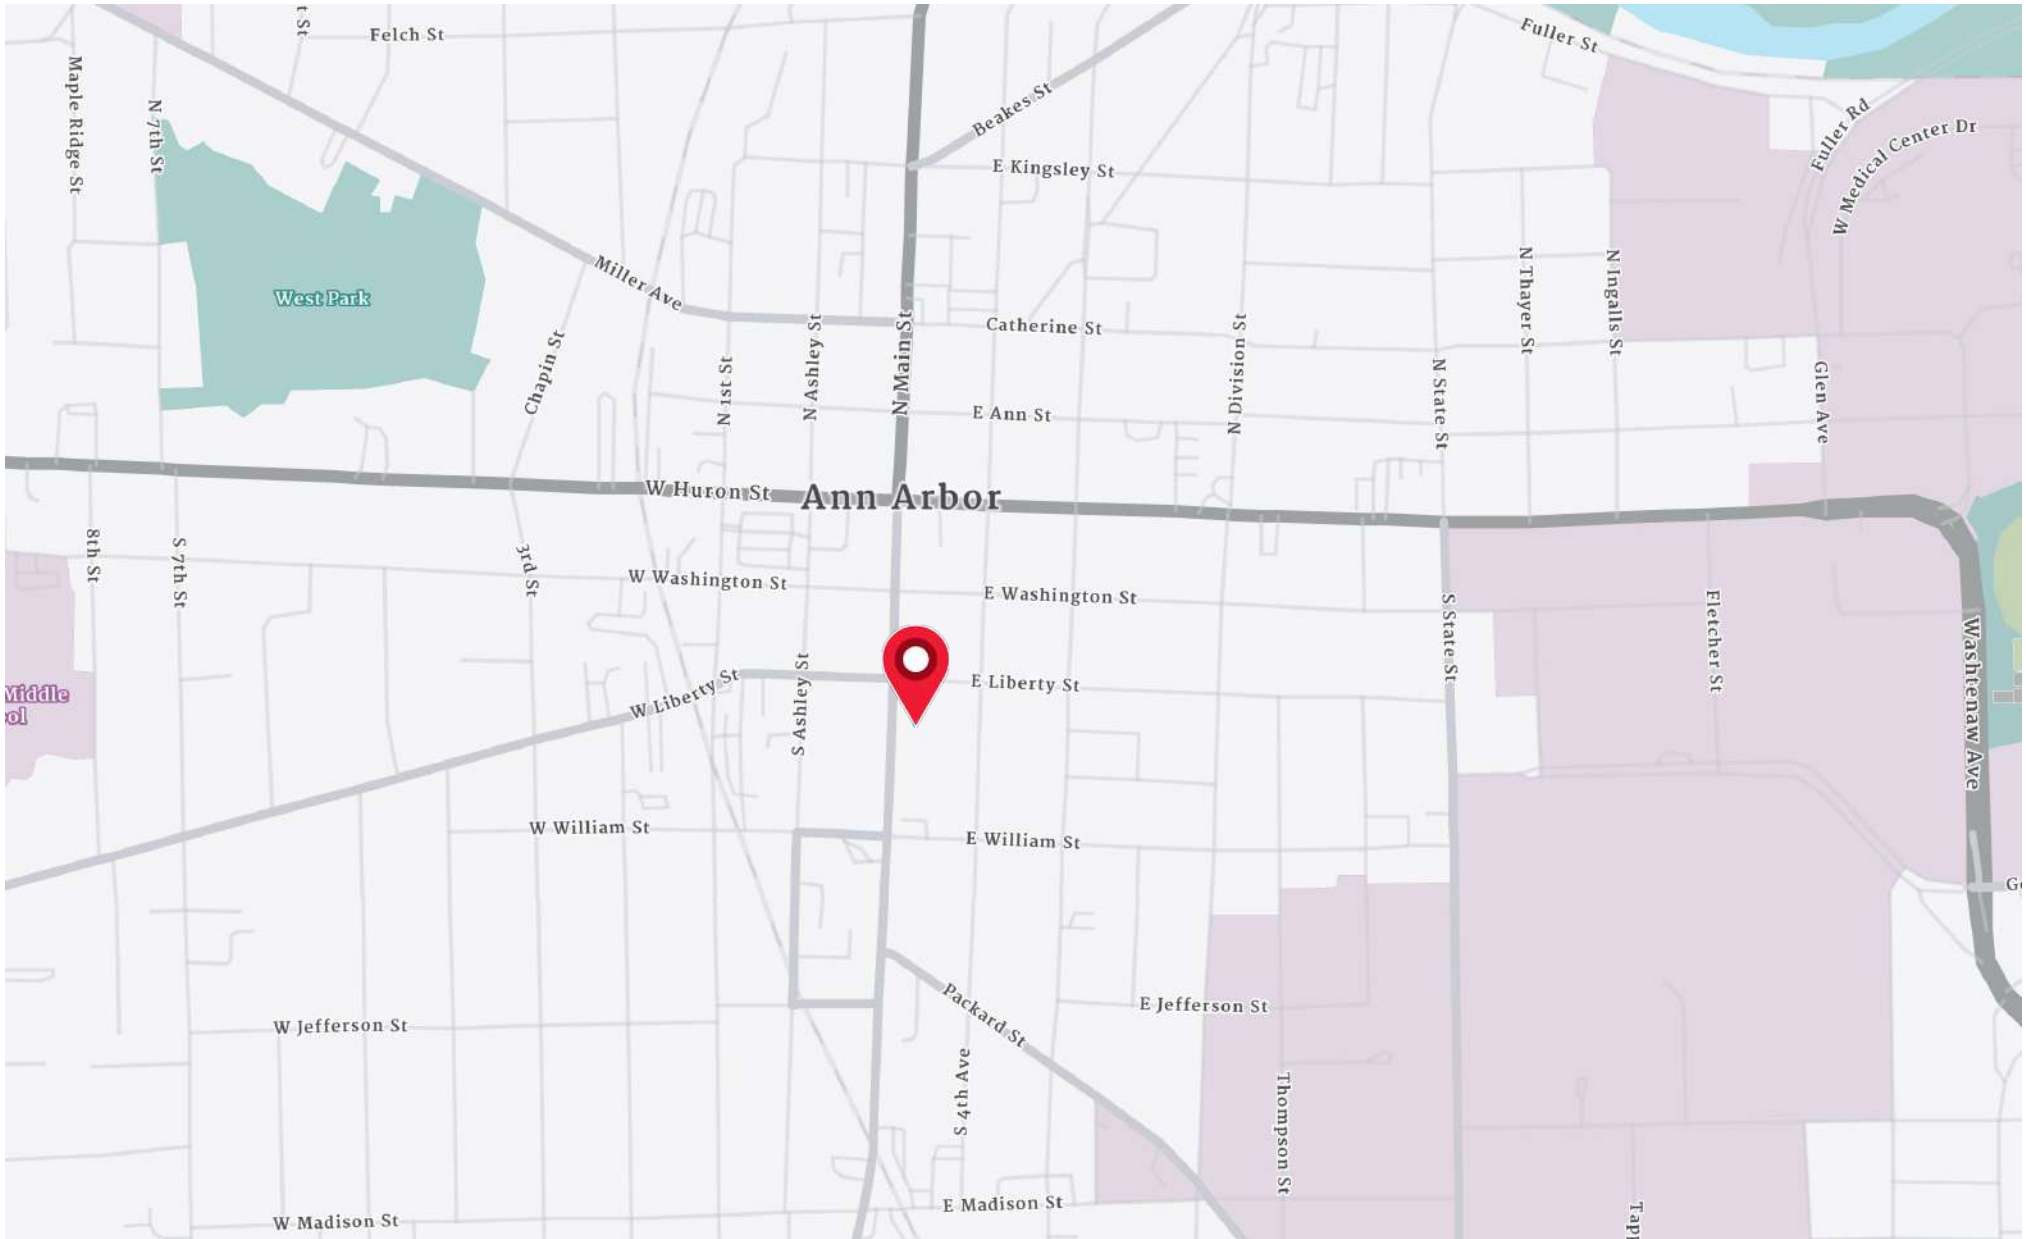 t St
Felch St
Fuller St
Maple Ridge St
N 7th St
Beakes St
Fuller Rd
W Medical Center Dr
E Kingsley St
West Park
Miller Ave
N Thayer St
N Ingalls St
Catherine St
Chapin St
N 1st St
N Ashley St
N Main St
N Division St
N State St
Glen Ave
E Ann St
W Huron St
Ann Arbor
8th St
S 7th St
3rd St
W Washington St
E Washington St
S State St
Fletcher St
Washtenaw Ave
Middle
ol
W Liberty St
S Ashley St
E Liberty St
W William St
E William St
Ge
Packard St
E Jefferson St
W Jefferson St
S 4th Ave
Thompson St
E Madison St
W Madison St
Tap